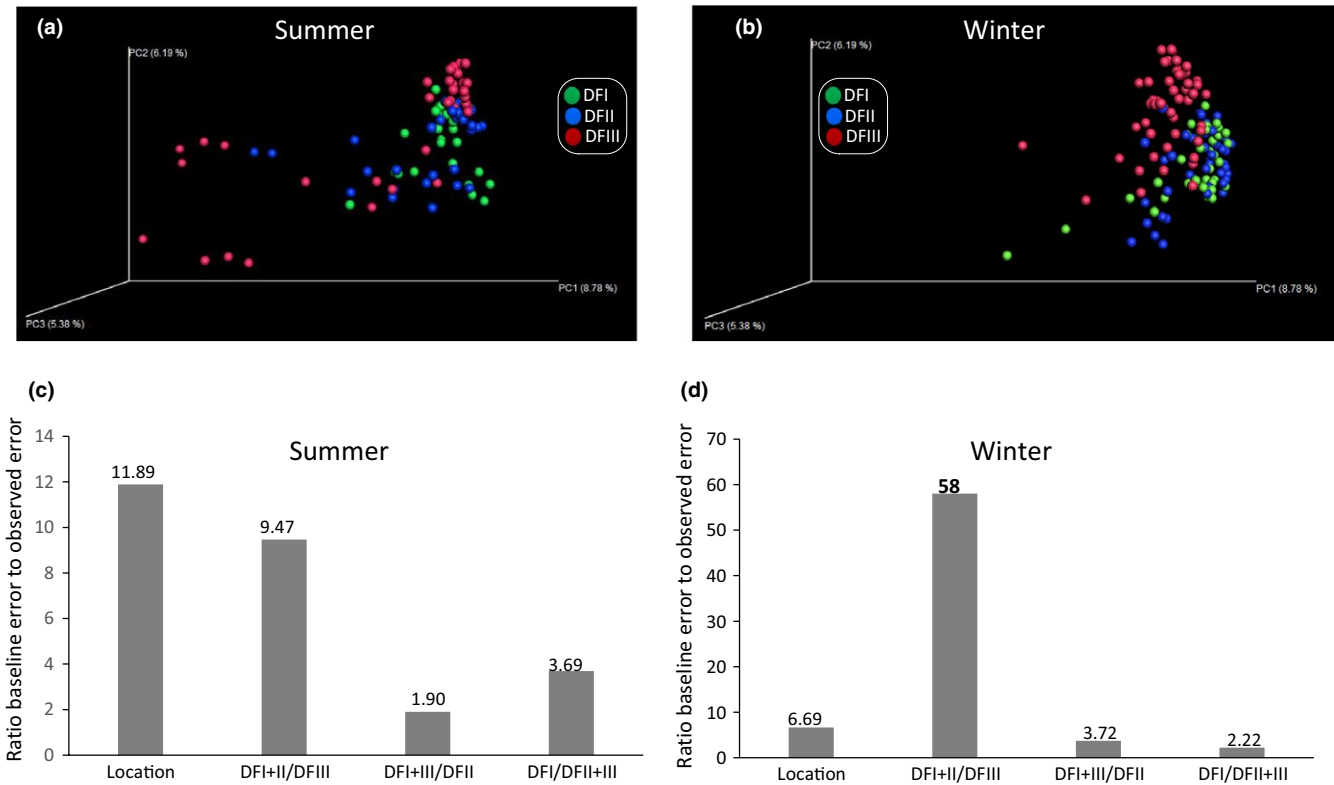 (a)
Summer
PC2 (6.19 %)
DFI
DFII
DFIII
PC1 (8.78 %)
PC3 (5.38 %)
(b)
Winter
PC2 (6.19 %)
DFI
DFII
DFIII
PC1 (8.78 %)
PC3 (5.38 %)
(c)
Summer
Ratio baseline error to observed error
14
12
10
8
6
4
2
0
11.89
9.47
1.90
3.69
Location
DFI+II/DFIII
DFI+III/DFII
DFI/DFII+III
(d)
Winter
Ratio baseline error to observed error
70
60
50
40
30
20
10
0
6.69
58
3.72
2.22
Location
DFI+II/DFIII
DFI+III/DFII
DFI/DFII+III